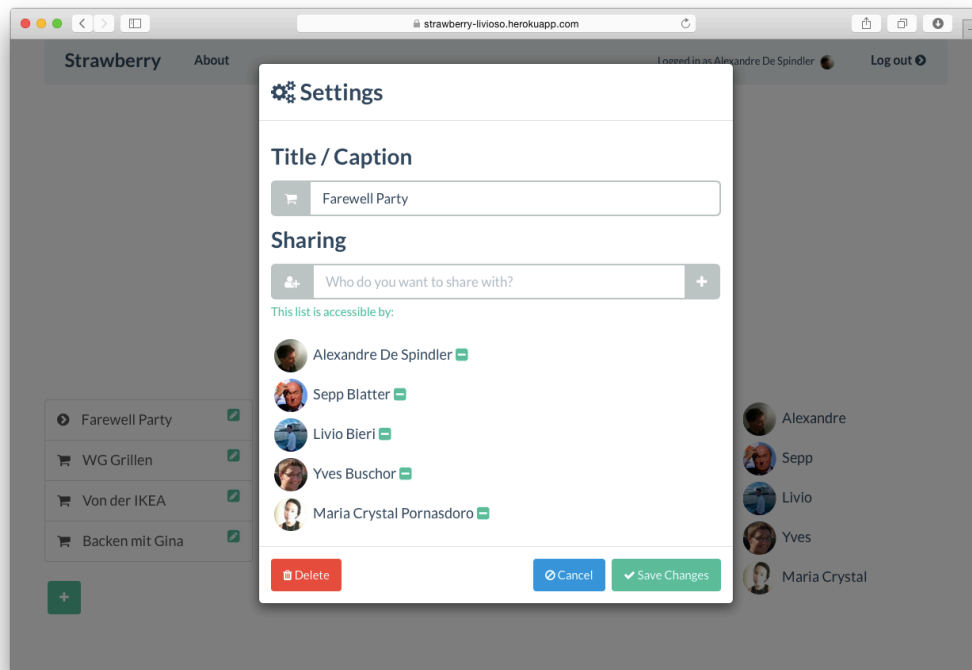 strawberry-livioso.herokuapp.com
Strawberry About Logged in as Alexandre De Spindler Log out
Settings
Title / Caption
Farewell Party
Sharing
Who do you want to share with?
This list is accessible by:
Alexandre De Spindler
Sepp Blatter
Livio Bieri
Yves Buschor
Maria Crystal Pornasdoro
Delete Cancel Save Changes
Farewell Party
WG Grillen
Von der IKEA
Backen mit Gina
Alexandre
Sepp
Livio
Yves
Maria Crystal